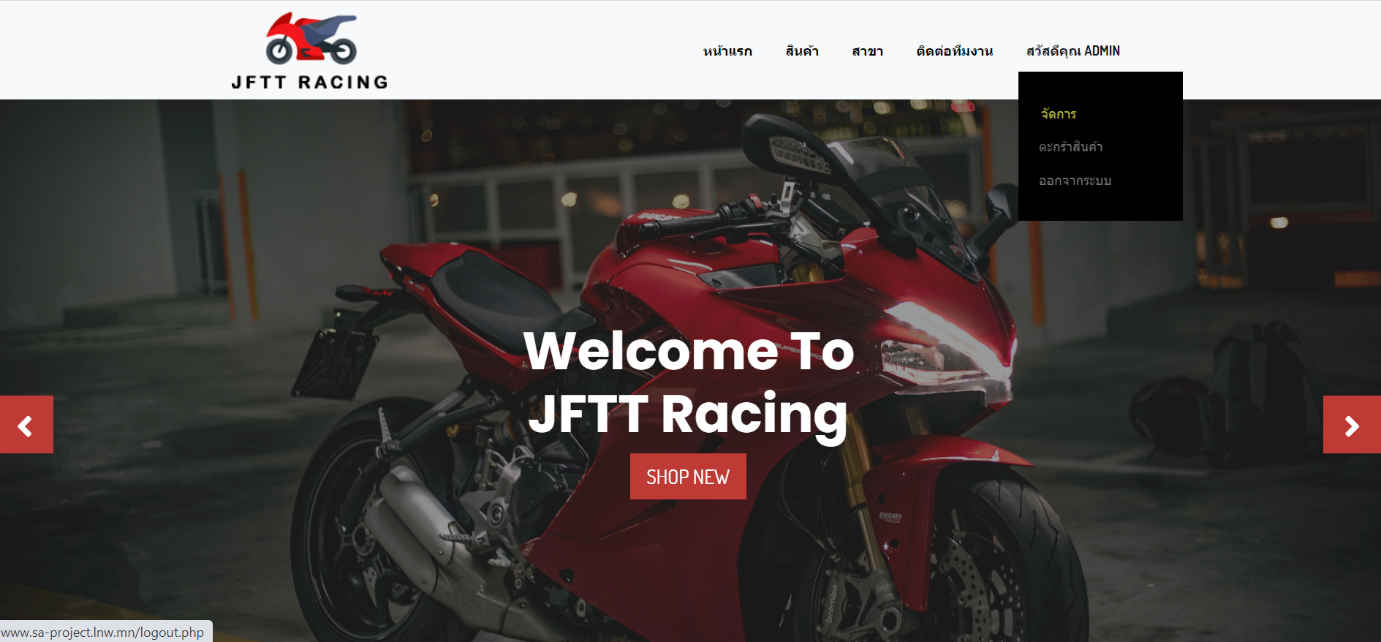 JFTT RACING
หน้าแรก
สินค้า
สาขา
ติดต่อทีมงาน
สวัสดีคุณ ADMIN
จัดการ
ตะกร้าสินค้า
ออกจากระบบ
DUCATI
Welcome To
JFTT Racing
SHOP NEW
DUCATI
brembo
www.sa-project.lnw.mn/logout.php